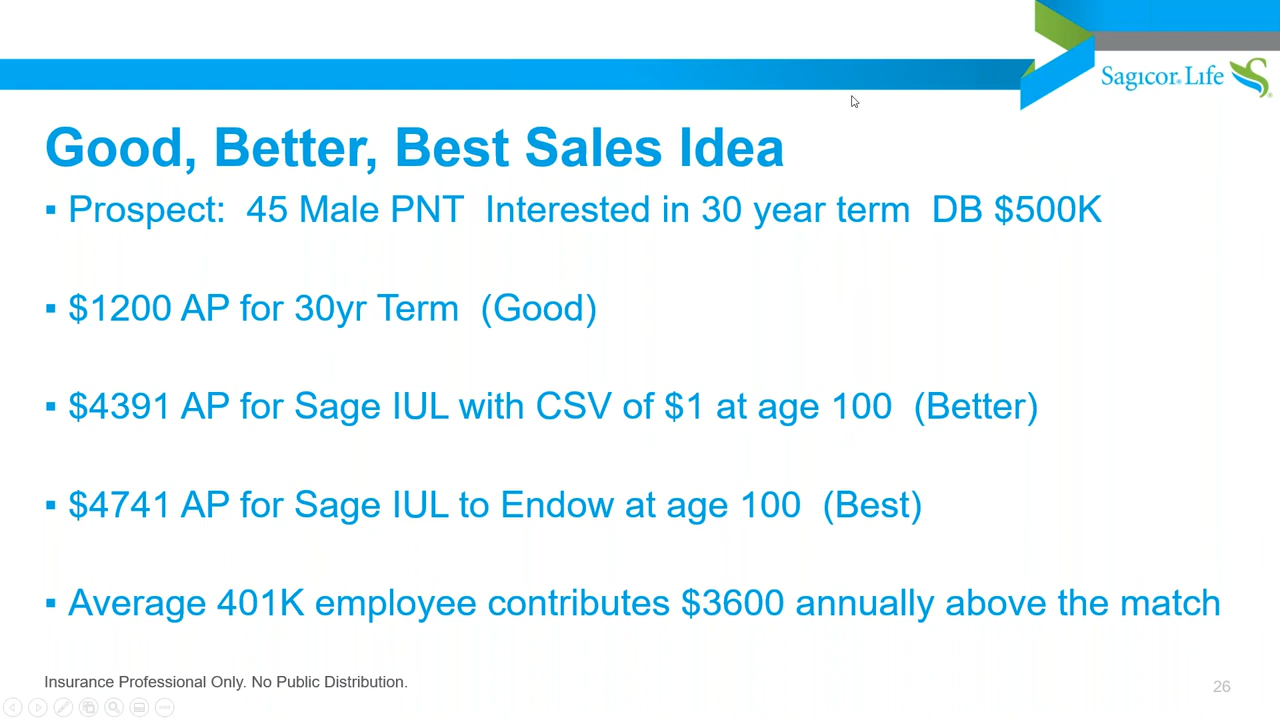 Sagicor Life
Good, Better, Best Sales Idea
▪ Prospect:  45 Male PNT  Interested in 30 year term  DB $500K
▪ $1200 AP for 30yr Term  (Good)
▪ $4391 AP for Sage IUL with CSV of $1 at age 100  (Better)
▪ $4741 AP for Sage IUL to Endow at age 100  (Best)
▪ Average 401K employee contributes $3600 annually above the match
Insurance Professional Only. No Public Distribution.
26